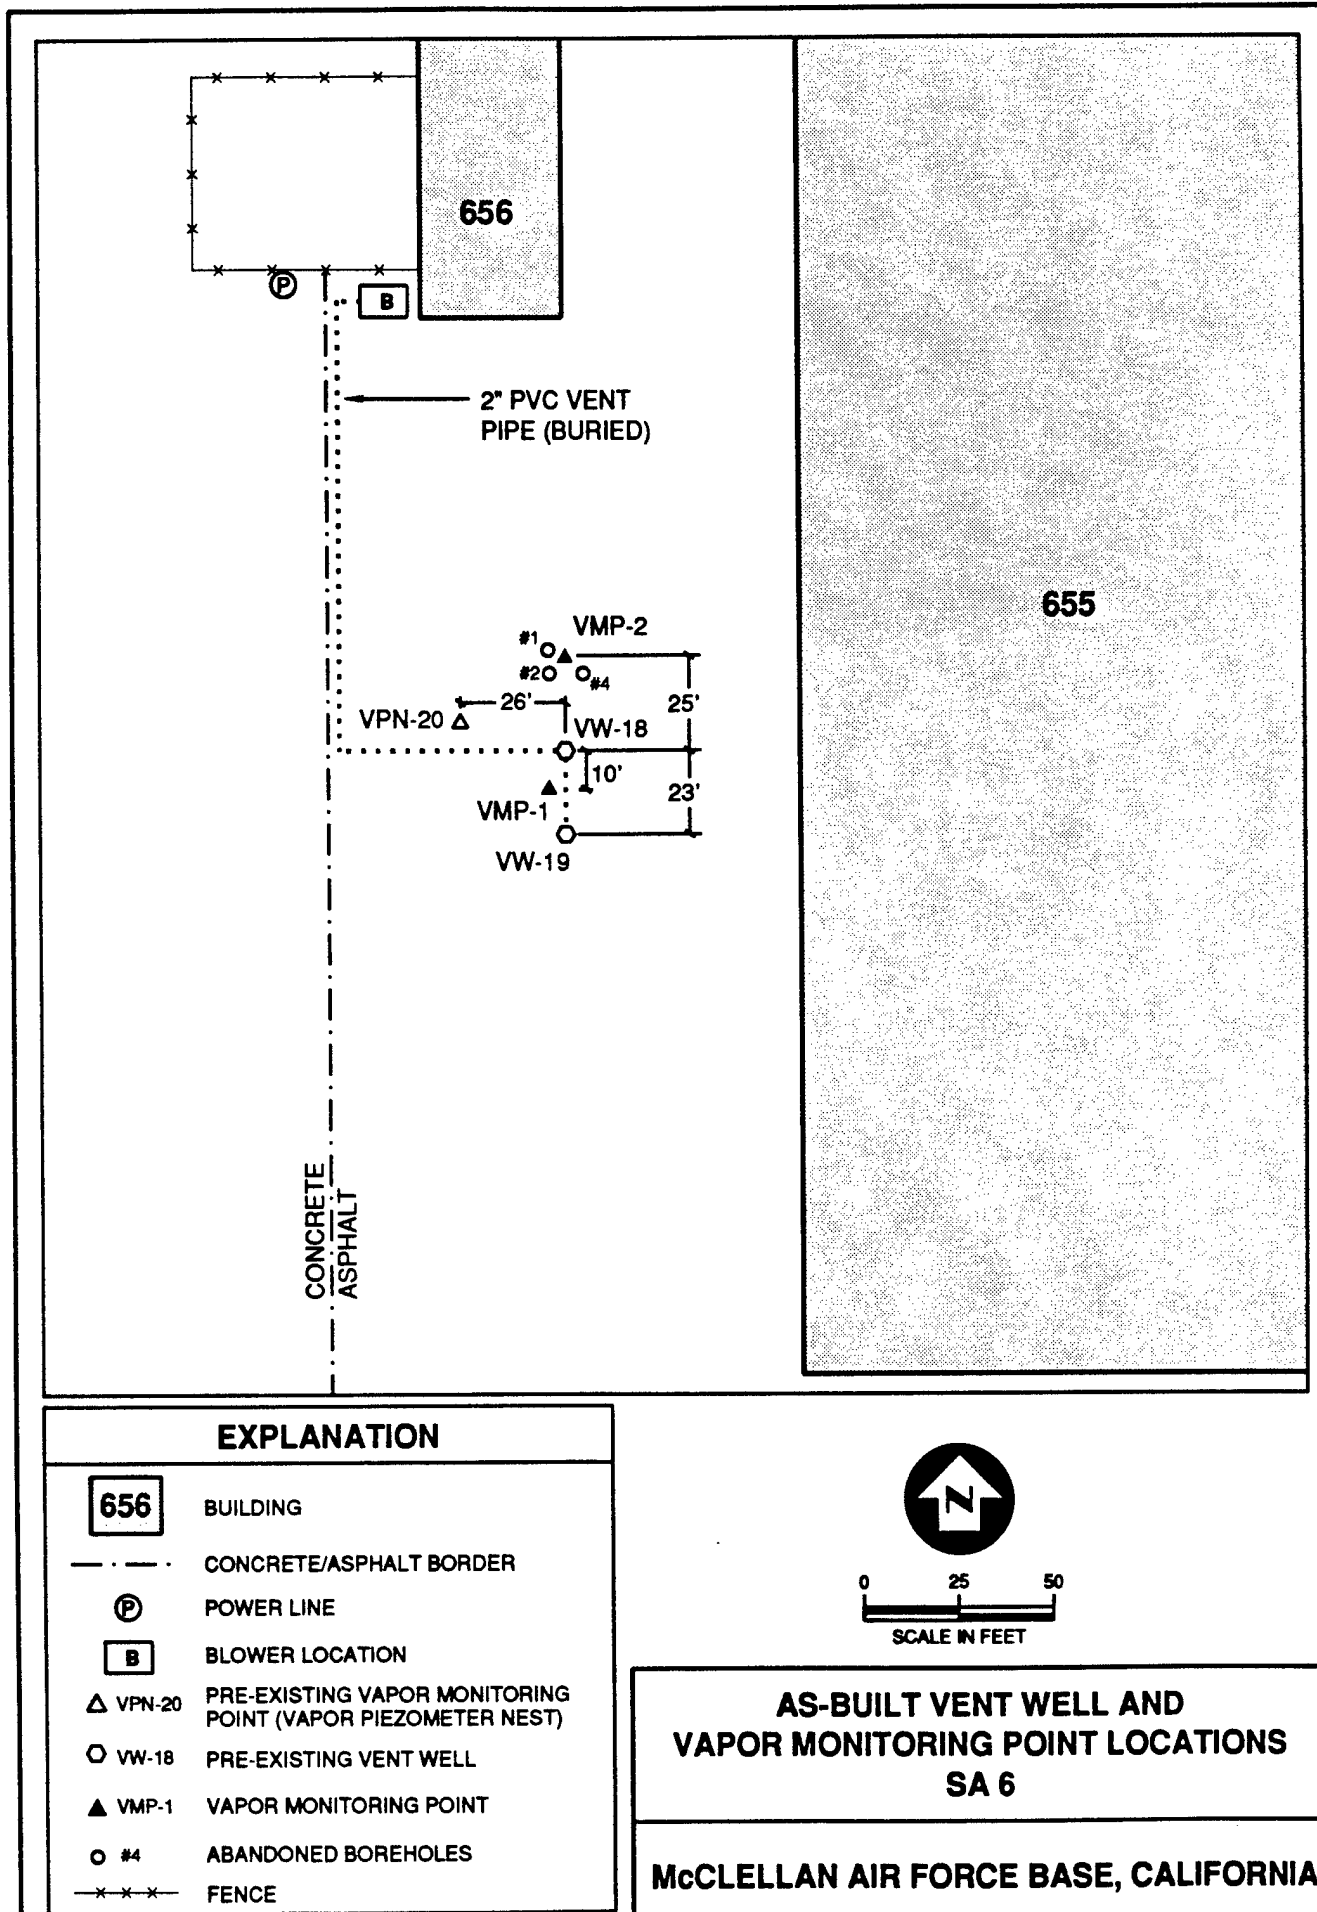 656
P
B
2" PVC VENT
PIPE (BURIED)
655
#1
VMP-2
#2
#4
26'
25'
VPN-20
VW-18
10'
23'
VMP-1
VW-19
CONCRETE
ASPHALT
EXPLANATION
656 BUILDING
CONCRETE/ASPHALT BORDER
P POWER LINE
B BLOWER LOCATION
VPN-20 PRE-EXISTING VAPOR MONITORING
POINT (VAPOR PIEZOMETER NEST)
VW-18 PRE-EXISTING VENT WELL
VMP-1 VAPOR MONITORING POINT
#4 ABANDONED BOREHOLES
FENCE
N
0 25 50
SCALE IN FEET
AS-BUILT VENT WELL AND
VAPOR MONITORING POINT LOCATIONS
SA 6
McCLELLAN AIR FORCE BASE, CALIFORNIA